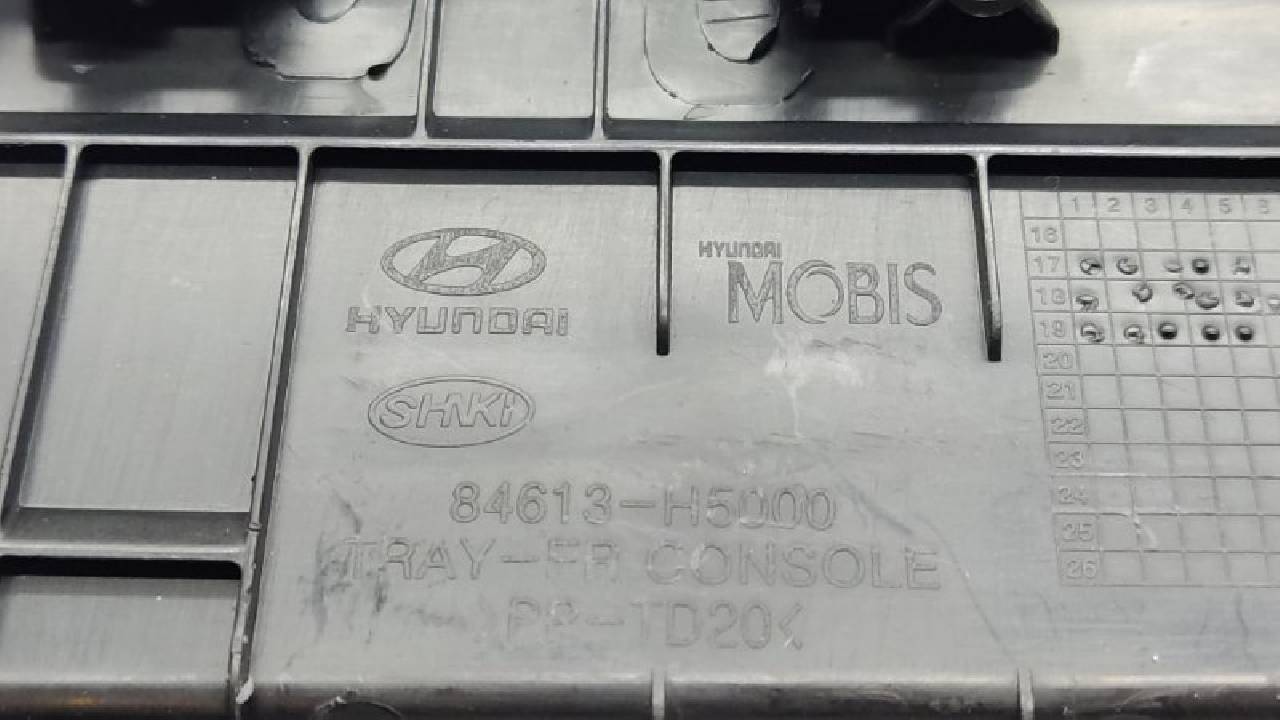 HYUNDAI
HYUNDAI
MOBIS
84613-H5000
TRAY-FR CONSOLE
PP-TD20<
1 2 3 4 5 6
16
17
18
19
20
21
22
23
24
25
26